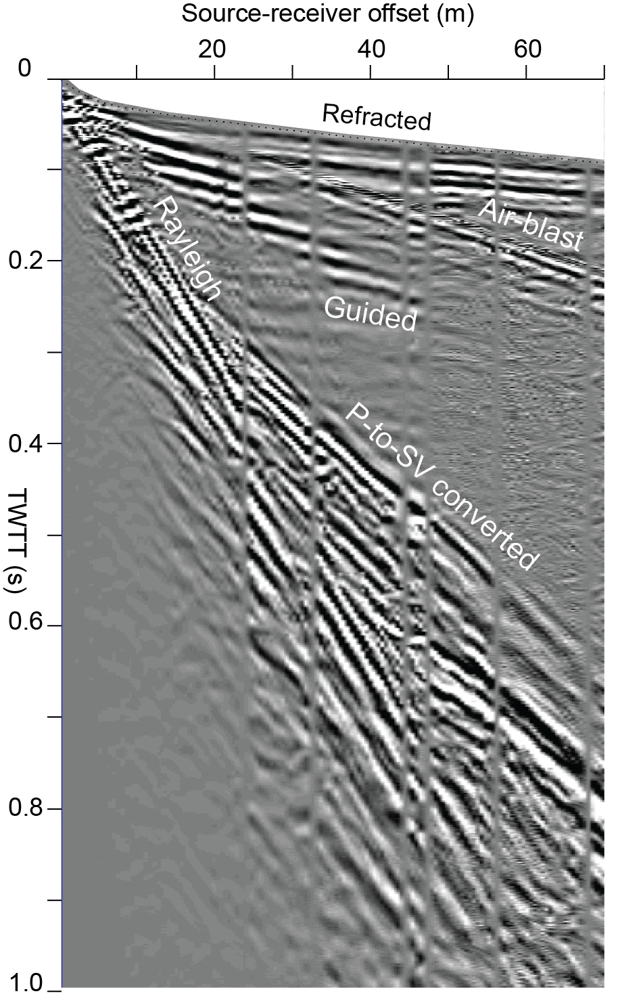 Source-receiver offset (m)
20 40 60
0
Refracted
Air-blast
Rayleigh
0.2
Guided
P-to-SV converted
0.4
TWTT (s)
0.6
0.8
1.0